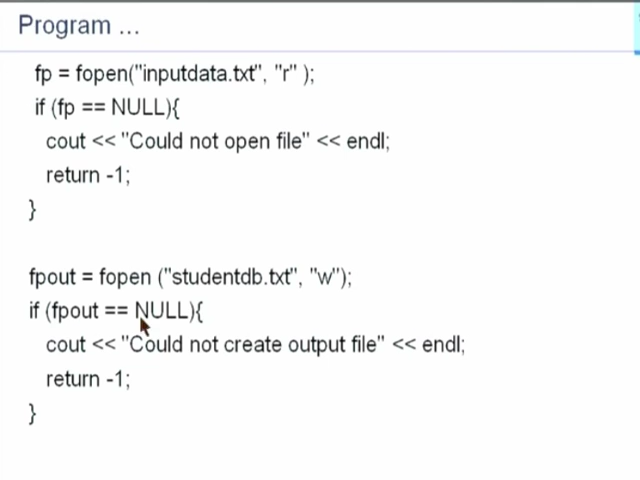 Program ...
fp = fopen("inputdata.txt", "r" );
if (fp == NULL){
cout << "Could not open file" << endl;
return -1;
}
fpout = fopen ("studentdb.txt", "w");
if (fpout == NULL){
cout << "Could not create output file" << endl;
return -1;
}